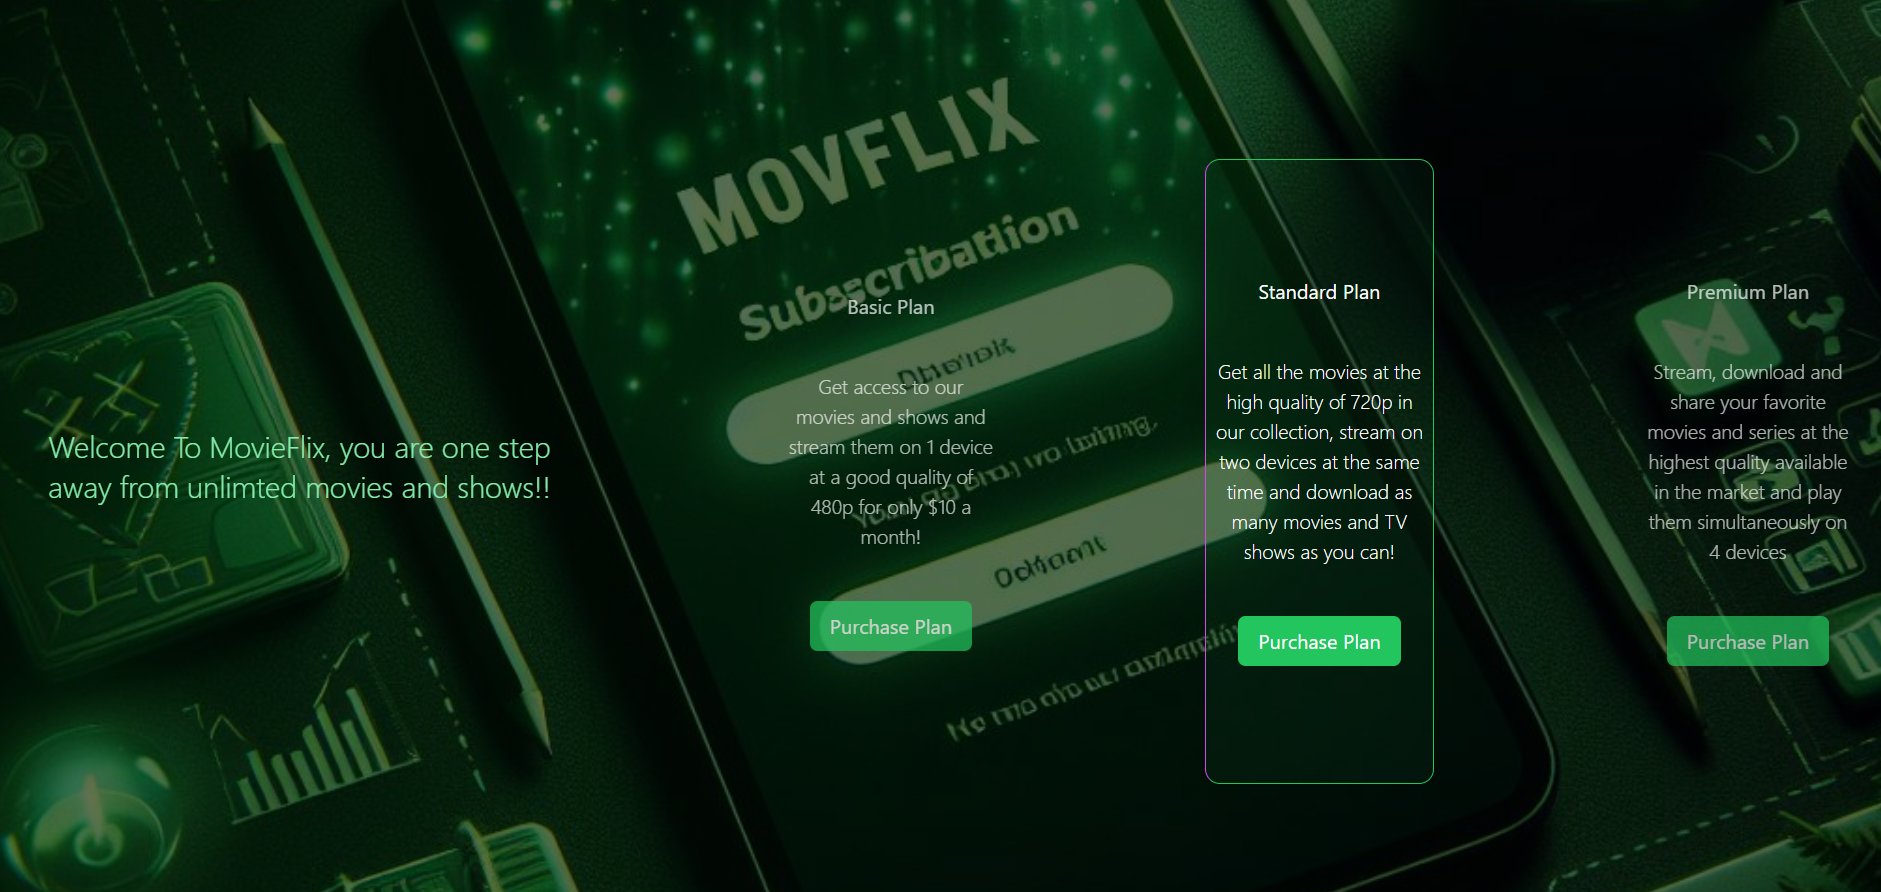 MOVFLIX
Subscribatlion
Welcome To MovieFlix, you are one step
away from unlimted movies and shows!!
Basic Plan
Get access to our
movies and shows and
stream them on 1 device
at a good quality of
480p for only $10 a
month!
Purchase Plan
Standard Plan
Get all the movies at the
high quality of 720p in
our collection, stream on
two devices at the same
time and download as
many movies and TV
shows as you can!
Purchase Plan
Premium Plan
Stream, download and
share your favorite
movies and series at the
highest quality available
in the market and play
them simultaneously on
4 devices
Purchase Plan